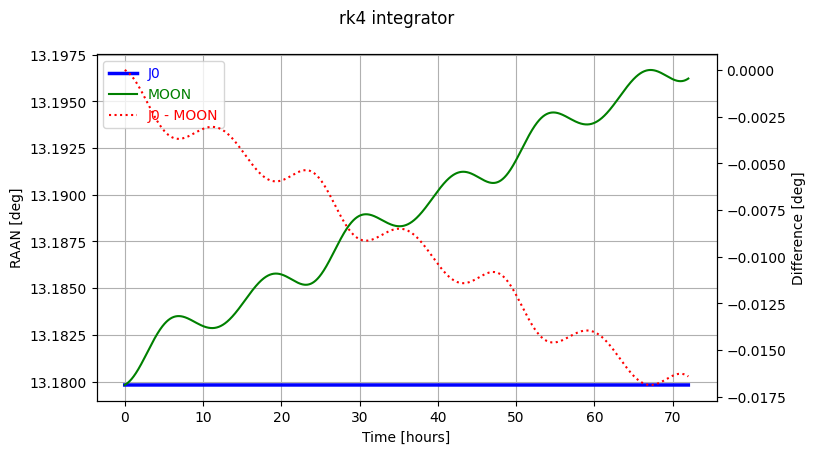 rk4 integrator
J0
MOON
J0 - MOON
RAAN [deg]
13.1975
13.1950
13.1925
13.1900
13.1875
13.1850
13.1825
13.1800
0.0000
−0.0025
−0.0050
−0.0075
−0.0100
−0.0125
−0.0150
−0.0175
Difference [deg]
0 10 20 30 40 50 60 70
Time [hours]